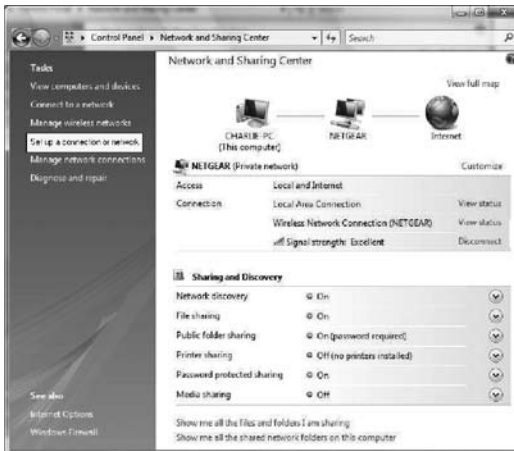 Control Panel ▸ Network and Sharing Center
Search
Tasks
View computers and devices
Connect to a network
Manage wireless networks
Set up a connection or network
Manage network connections
Diagnose and repair
See also
Internet Options
Windows Firewall
Network and Sharing Center
View full map
CHARLIE-PC
(This computer)
NETGEAR
Internet
NETGEAR (Private network)
Customize
Access Local and Internet
Connection Local Area Connection View status
Wireless Network Connection (NETGEAR) View status
Signal strength: Excellent Disconnect
Sharing and Discovery
Network discovery On
File sharing On
Public folder sharing On (password required)
Printer sharing Off (no printers installed)
Password protected sharing On
Media sharing Off
Show me all the files and folders I am sharing
Show me all the shared network folders on this computer